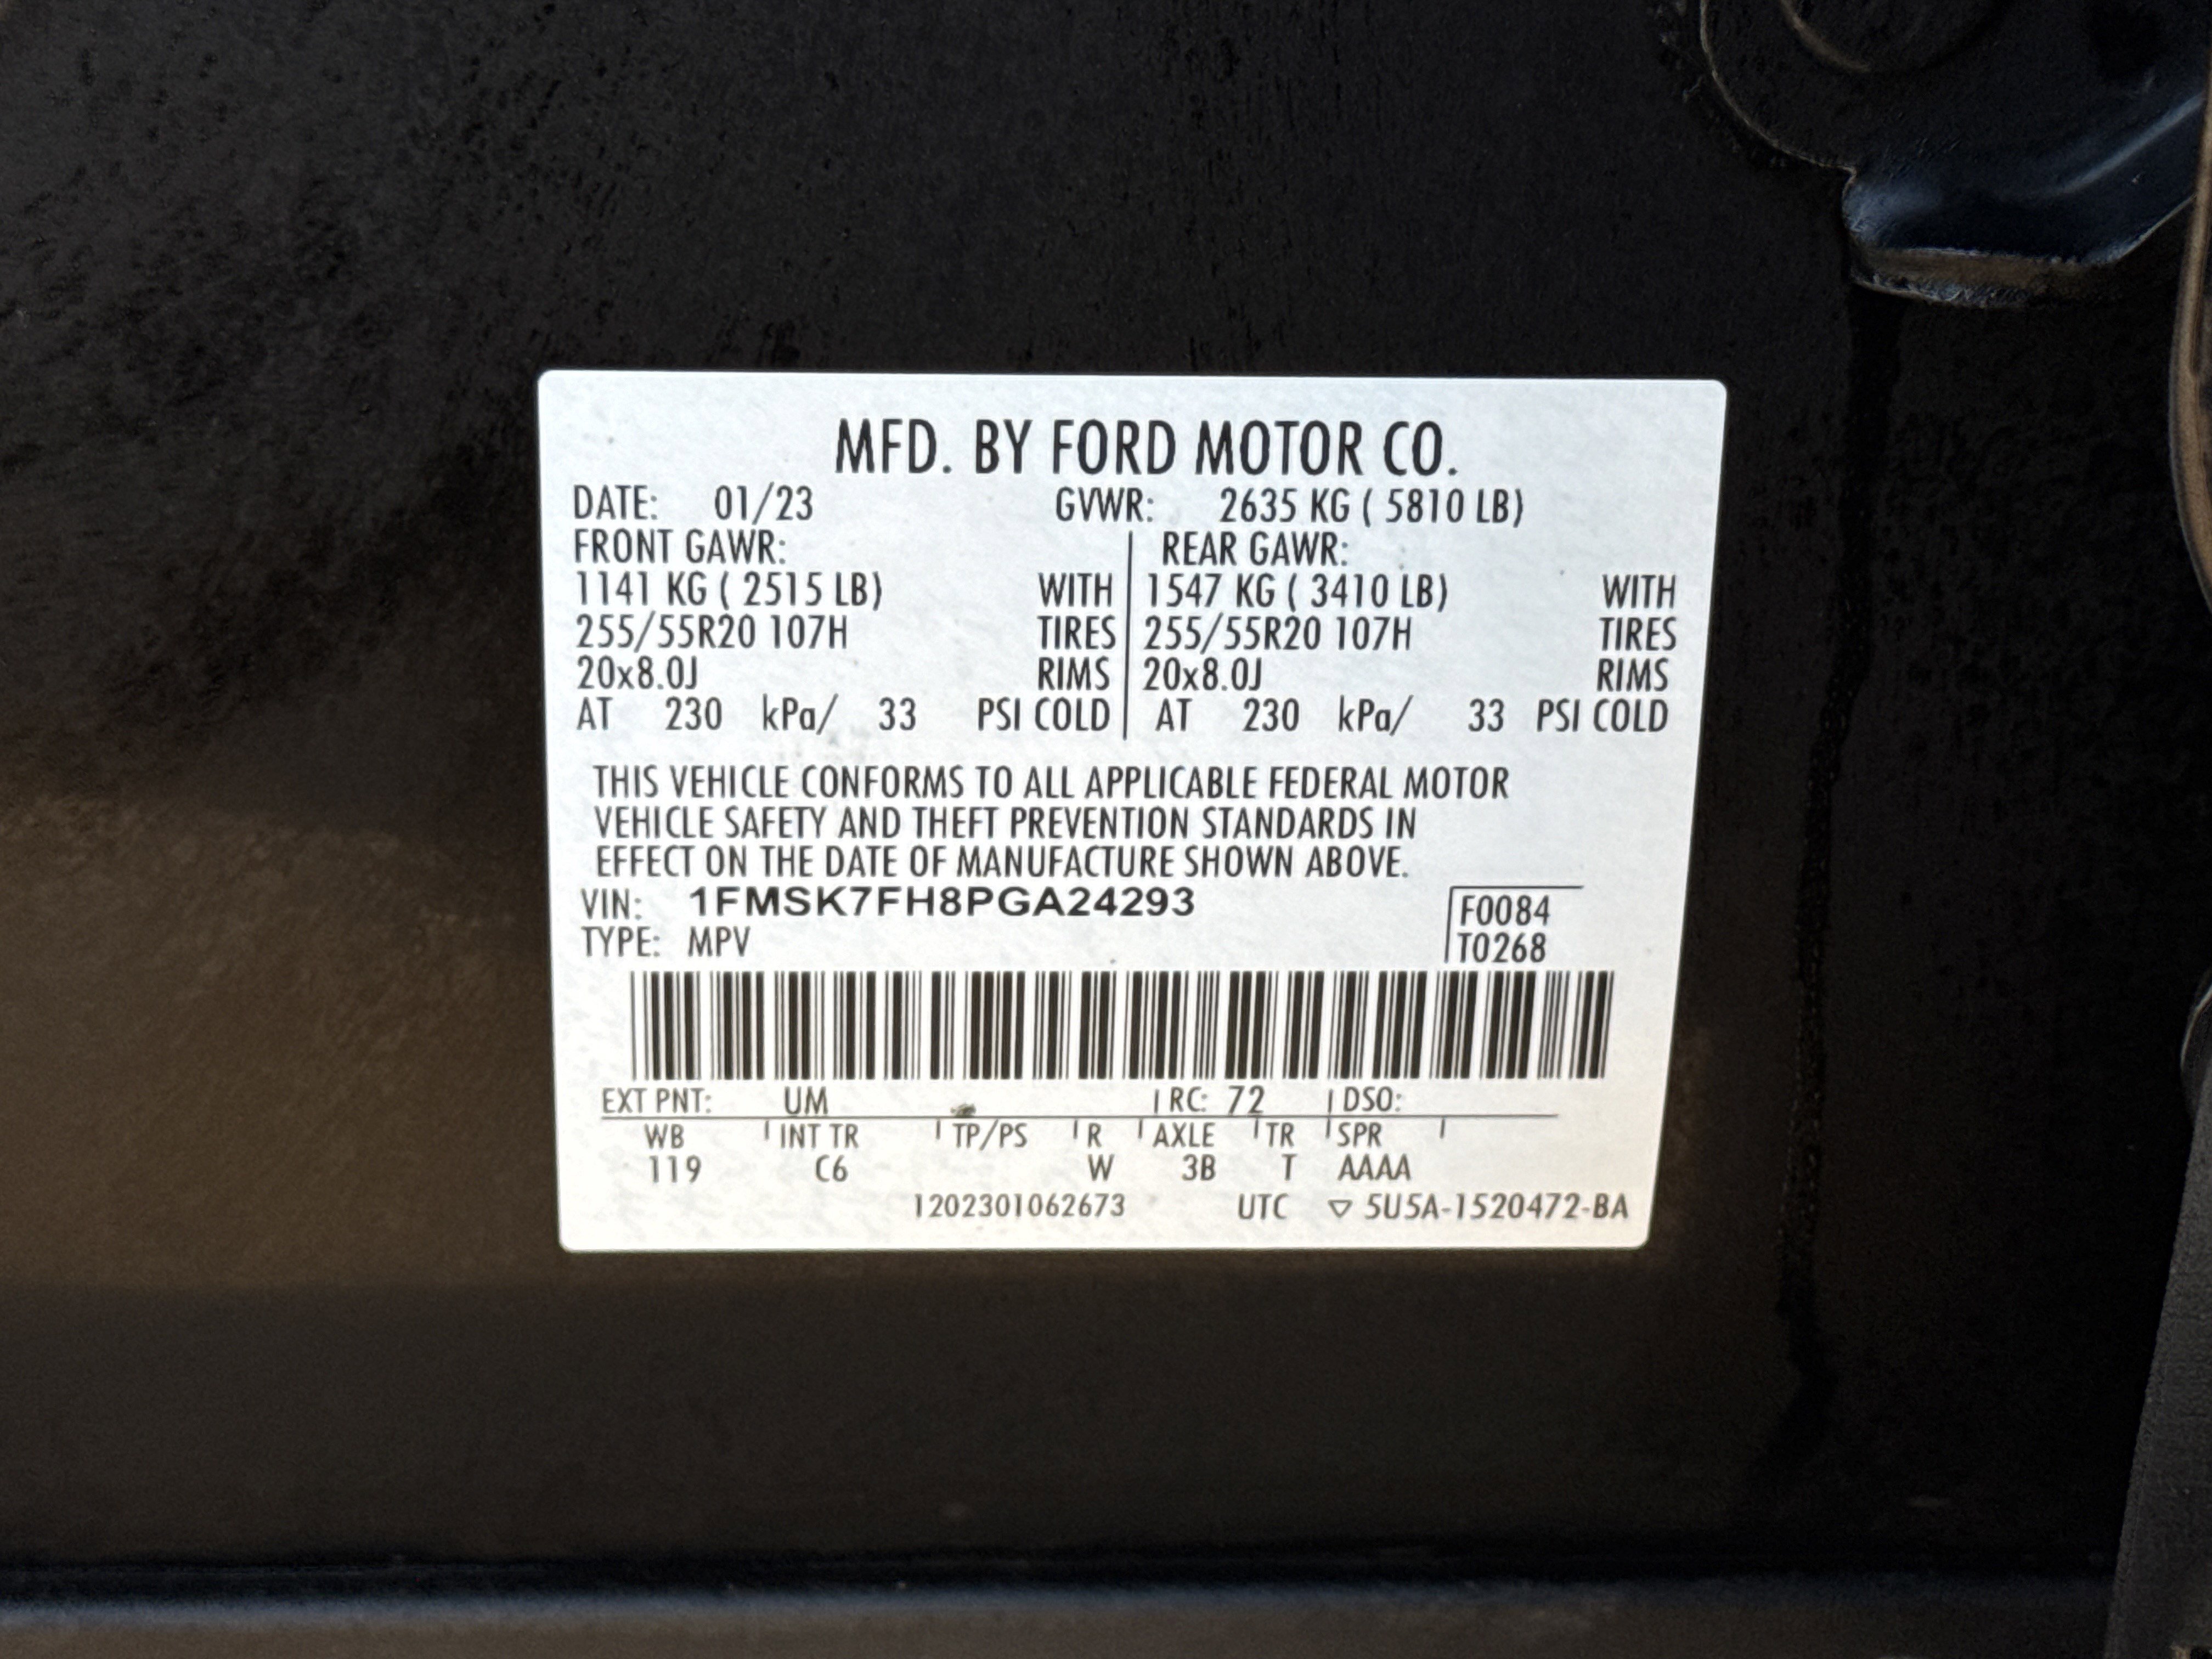 MFD. BY FORD MOTOR CO.
DATE: 01/23 GVWR: 2635 KG ( 5810 LB)
FRONT GAWR: REAR GAWR:
1141 KG ( 2515 LB) WITH 1547 KG ( 3410 LB) WITH
255/55R20 107H TIRES 255/55R20 107H TIRES
20x8.0J RIMS 20x8.0J RIMS
AT 230 kPa/ 33 PSI COLD AT 230 kPa/ 33 PSI COLD
THIS VEHICLE CONFORMS TO ALL APPLICABLE FEDERAL MOTOR
VEHICLE SAFETY AND THEFT PREVENTION STANDARDS IN
EFFECT ON THE DATE OF MANUFACTURE SHOWN ABOVE.
VIN: 1FMSK7FH8PGA24293 F0084
TYPE: MPV T0268
EXT PNT: UM RC: 72 DSO:
WB INT TR TP/PS R AXLE TR SPR
119 C6 W 3B T AAAA
1202301062673 UTC ▽ 5U5A-1520472-BA